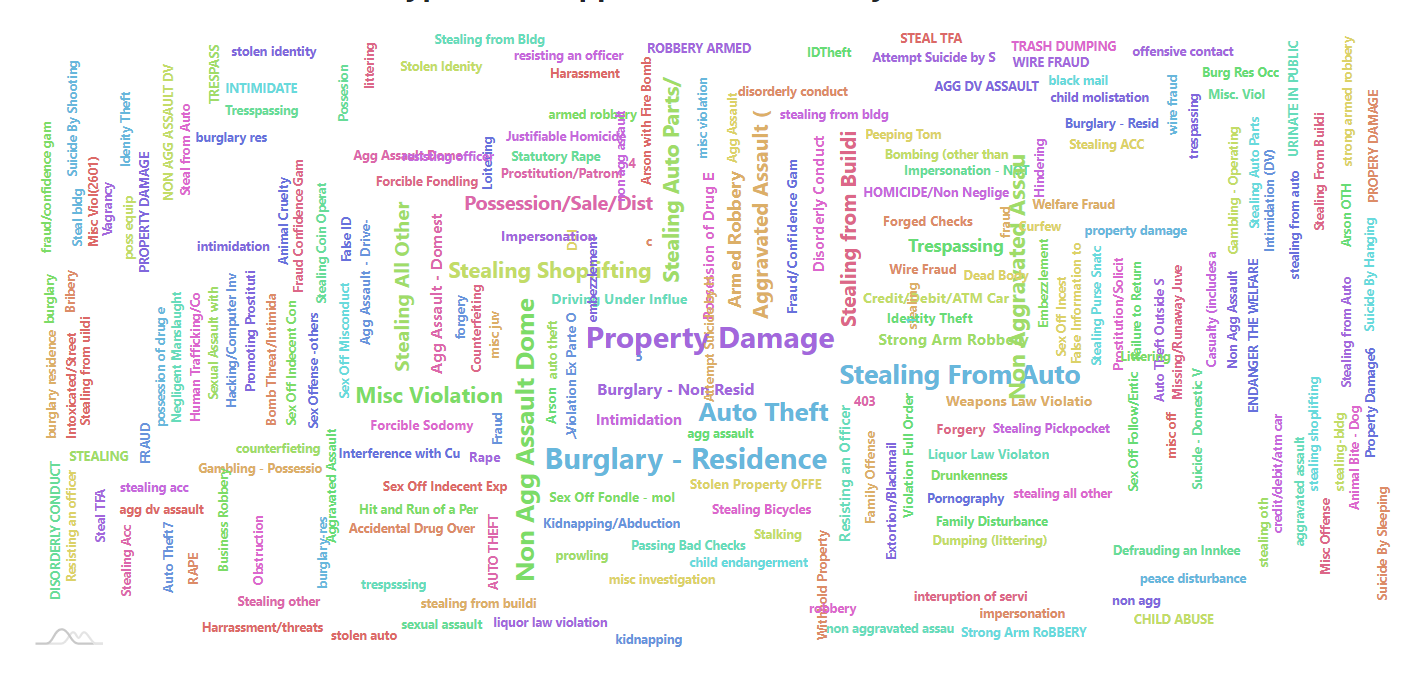 Stealing from Bldg
ROBBERY ARMED
STEAL TFA
TRASH DUMPING
offensive contact
stolen identity
littering
resisting an officer
IDTheft
Attempt Suicide by S
WIRE FRAUD
TRESPASS
Stolen Idenity
Harassment
Burg Res Occ
URINATE IN PUBLIC
strong armed robbery
Suicide By Shooting
NON AGG ASSAULT DV
INTIMIDATE
Possesion
Arson with Fire Bomb
Stealing Auto Parts/
misc violation
disorderly conduct
AGG DV ASSAULT
black mail
child molistation
wire fraud
Misc. Viol
PROPERY DAMAGE
Idenity Theft
Steal from Auto
Tresspassing
armed robbery
non agg assault
Agg Assault
Aggravated Assault (
stealing from bldg
Burglary - Resid
trespassing
Stealing Auto Parts
Stealing From Buildi
fraud/confidence gam
burglary res
Justifiable Homicide
Peeping Tom
Stealing ACC
Gambling - Operating
Steal bldg
Misc Viol(2601)
Vagrancy
PROPERTY DAMAGE
Agg Assault-Dome
resisting officer
Loitering
Statutory Rape
Disorderly Conduct
Stealing from Buildi
Bombing (other than
Hindering
Intimidation (DV)
stealing from auto
Arson OTH
poss equip
Animal Cruelty
Fraud Confidence Gam
Stealing Coin Operat
Forcible Fondling
Prostitution/Patron
Possession of Drug E
Armed Robbery
Fraud/Confidence Gam
Impersonation - N
Non Aggravated Assau
HOMICIDE/Non Neglige
Welfare Fraud
Possession/Sale/Dist
False ID
Agg Assault - Drive-
Stealing All Other
Agg Assault - Domest
Forged Checks
fraud
Curfew
property damage
Suicide By Hanging
intimidation
Impersonation
embezzlement
c
Trespassing
Embezzlement
False Information to
Stealing Purse Snatc
Prostitution/Solicit
Failure to Return
Casualty (includes a
burglary
Bribery
Stealing Shoplifting
Wire Fraud
Dead Body
stealing
Sex Off Incest
Auto Theft Outside S
Missing/Runaway Juve
Non Agg Assault
ENDANGER THE WELFARE
Stealing from Auto
possession of drug e
Negligent Manslaught
Human Trafficking/Co
Sexual Assault with
Hacking/Computer Inv
Promoting Prostituti
Bomb Threat/Intimida
Sex Off Indecent Con
Sex Offense -others
Sex Off Misconduct
forgery
Counterfeiting
misc juv
Driving Under Influe
Credit/Debit/ATM Car
Identity Theft
burglary residence
Intoxicated/Street
Stealing from uildi
Non Agg Assault Dome
auto theft
Arson
Violation Ex Parte O
Property Damage
Strong Arm Robbery
Littering
Property Damage6
Stealing From Auto
Misc Violation
Burglary - Non Resid
Auto Theft
403
Weapons Law Violatio
Sex Off Follow/Entic
misc off
Suicide - Domestic V
stealing shoplifting
FRAUD
Forcible Sodomy
Fraud
Intimidation
agg assault
Resisting an Officer
Family Offense
Extortion/Blackmail
Violation Full Order
Forgery
Stealing Pickpocket
credit/debit/atm car
aggravated assault
stealing-bldg
Animal Bite - Dog
STEALING
counterfieting
Aggravated Assault
Interference with Cu
Rape
Burglary - Residence
Liquor Law Violaton
DISORDERLY CONDUCT
Resisting an officer
Gambling - Possessio
Business Robbery
Drunkenness
Steal TFA
stealing acc
Sex Off Indecent Exp
Stolen Property OFFE
Sex Off Fondle - mol
Pornography
stealing all other
stealing oth
Misc Offense
Suicide By Sleeping
agg dv assault
Hit and Run of a Per
Stealing Bicycles
Stealing Acc
Auto Theft7
RAPE
Obstruction
burglary-res
Accidental Drug Over
AUTO THEFT
Kidnapping/Abduction
Stalking
Withhold Property
Family Disturbance
Dumping (littering)
prowling
Passing Bad Checks
child endangerment
Defrauding an Innkee
trespsssing
misc investigation
peace disturbance
Stealing other
stealing from buildi
robbery
interuption of servi
impersonation
non agg
CHILD ABUSE
Harrassment/threats
stolen auto
sexual assault
liquor law violation
kidnapping
non aggravated assau
Strong Arm RoBBERY